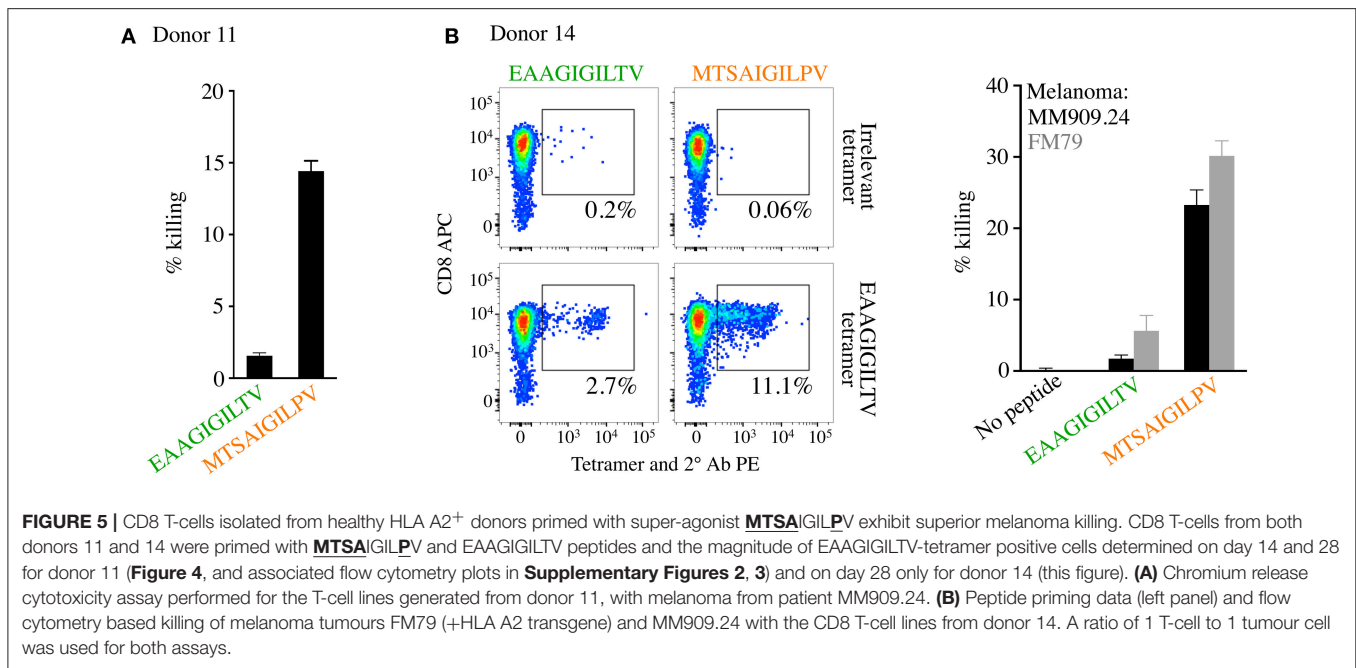 A Donor 11
20
15
10
5
0
% killing
EAAGIGILTV
MTSAIGILPV
B Donor 14
EAAGIGILTV MTSAIGILPV
10⁵
10⁴
10³
0
0.2%
0.06%
Irrelevant tetramer
CD8 APC
10⁵
10⁴
10³
0
2.7%
11.1%
EAAGIGILTV tetramer
0 10³ 10⁴ 10⁵ 0 10³ 10⁴ 10⁵
Tetramer and 2° Ab PE
40
30
20
10
0
% killing
Melanoma:
MM909.24
FM79
No peptide
EAAGIGILTV
MTSAIGILPV
FIGURE 5 | CD8 T-cells isolated from healthy HLA A2⁺ donors primed with super-agonist MTSAIGILPV exhibit superior melanoma killing. CD8 T-cells from both
donors 11 and 14 were primed with MTSAIGILPV and EAAGIGILTV peptides and the magnitude of EAAGIGILTV-tetramer positive cells determined on day 14 and 28
for donor 11 (Figure 4, and associated flow cytometry plots in Supplementary Figures 2, 3) and on day 28 only for donor 14 (this figure). (A) Chromium release
cytotoxicity assay performed for the T-cell lines generated from donor 11, with melanoma from patient MM909.24. (B) Peptide priming data (left panel) and flow
cytometry based killing of melanoma tumours FM79 (+HLA A2 transgene) and MM909.24 with the CD8 T-cell lines from donor 14. A ratio of 1 T-cell to 1 tumour cell
was used for both assays.